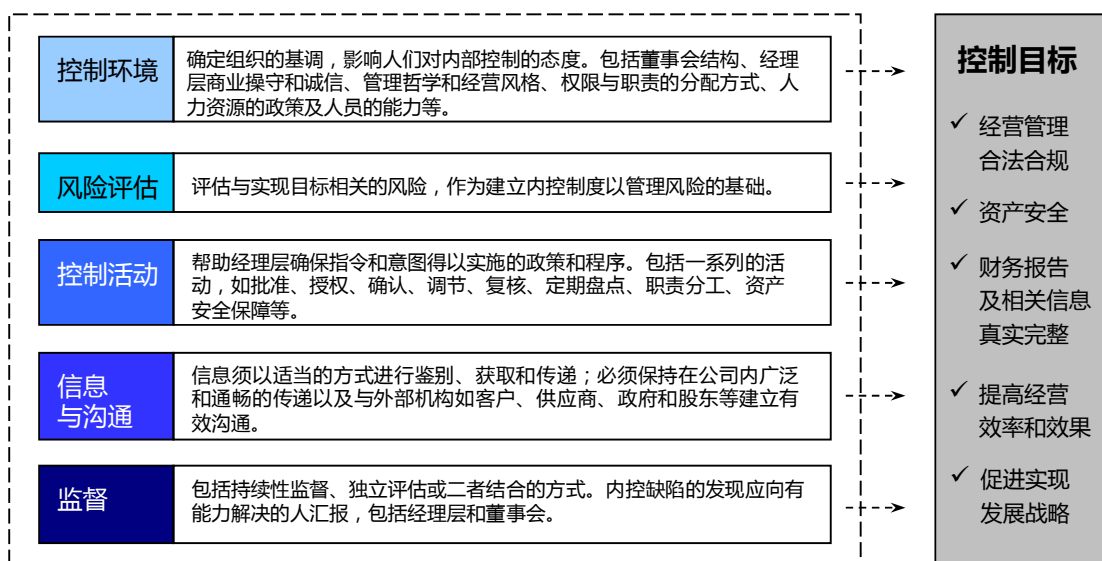 控制环境
确定组织的基调，影响人们对内部控制的态度。包括董事会结构、经理
层商业操守和诚信、管理哲学和经营风格、权限与职责的分配方式、人
力资源的政策及人员的能力等。
风险评估
评估与实现目标相关的风险，作为建立内控制度以管理风险的基础。
控制活动
帮助经理层确保指令和意图得以实施的政策和程序。包括一系列的活
动，如批准、授权、确认、调节、复核、定期盘点、职责分工、资产
安全保障等。
信息
与沟通
信息须以适当的方式进行鉴别、获取和传递；必须保持在公司内广泛
和通畅的传递以及与外部机构如客户、供应商、政府和股东等建立有
效沟通。
监督
包括持续性监督、独立评估或二者结合的方式。内控缺陷的发现应向有
能力解决的人汇报，包括经理层和董事会。
控制目标
✓ 经营管理
合法合规
✓ 资产安全
✓ 财务报告
及相关信息
真实完整
✓ 提高经营
效率和效果
✓ 促进实现
发展战略